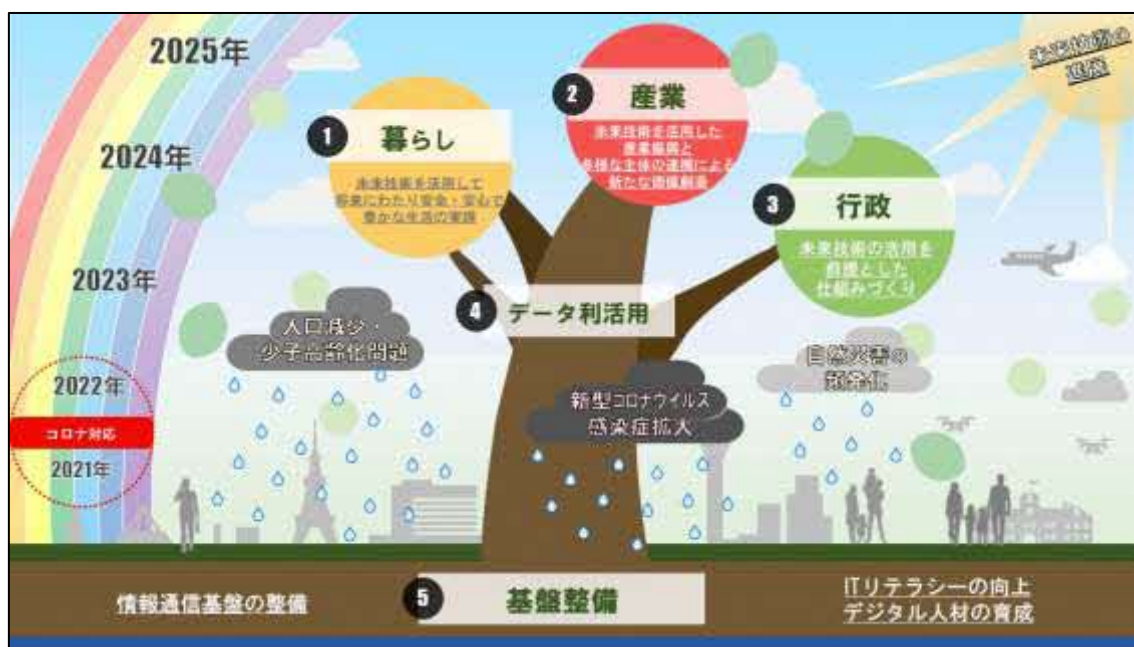 2025年
2024年
2023年
2022年
コロナ対応
2021年
1
暮らし
未来技術を活用して
将来にわたり安全・安心で
豊かな生活の実現
2
産業
未来技術を活用した
産業振興と
多様な主体の連携による
新たな価値創造
3
行政
未来技術の活用を
前提とした
仕組みづくり
未来技術の
進展
4
データ利活用
人口減少・
少子高齢化問題
新型コロナウイルス
感染症拡大
自然災害の
頻発化
情報通信基盤の整備
5
基盤整備
ITリテラシーの向上
デジタル人材の育成